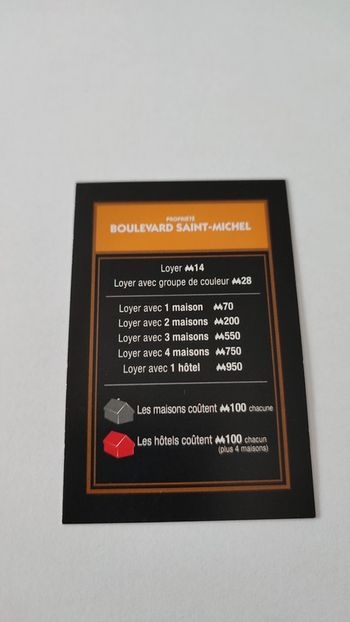 PROPRIÉTÉ
BOULEVARD SAINT-MICHEL
Loyer M14
Loyer avec groupe de couleur M28
Loyer avec 1 maison M70
Loyer avec 2 maisons M200
Loyer avec 3 maisons M550
Loyer avec 4 maisons M750
Loyer avec 1 hôtel M950
Les maisons coûtent M100 chacune
Les hôtels coûtent M100 chacun
(plus 4 maisons)